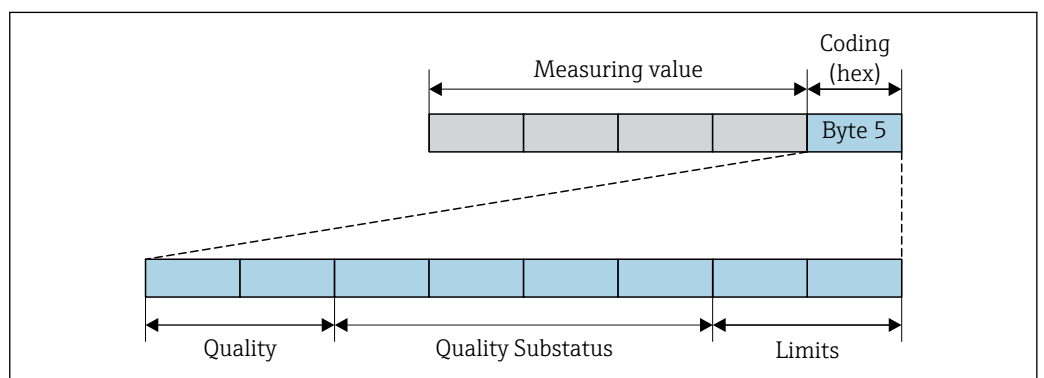 Coding
(hex)
Measuring value
Byte 5
Quality
Quality Substatus
Limits